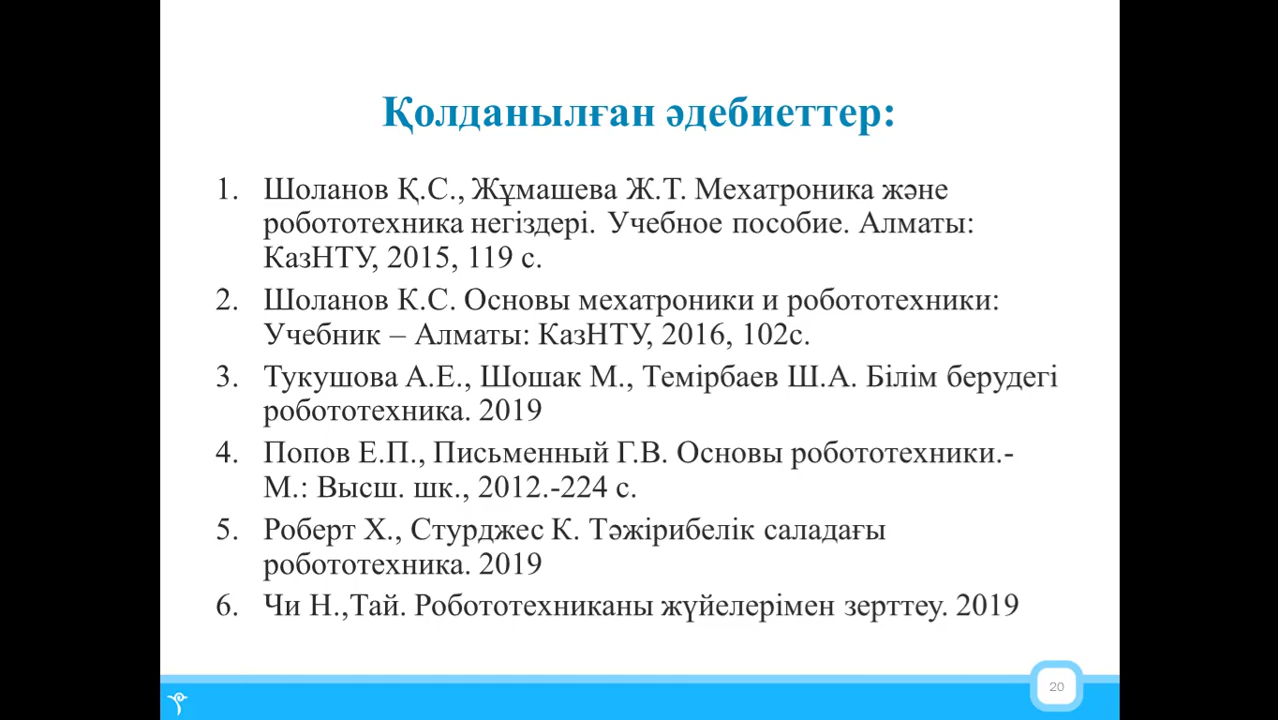 Қолданылған әдебиеттер:
1. Шоланов Қ.С., Жұмашева Ж.Т. Мехатроника және
робототехника негіздері. Учебное пособие. Алматы:
КазНТУ, 2015, 119 с.
2. Шоланов К.С. Основы мехатроники и робототехники:
Учебник – Алматы: КазНТУ, 2016, 102с.
3. Тукушова А.Е., Шошак М., Темірбаев Ш.А. Білім берудегі
робототехника. 2019
4. Попов Е.П., Письменный Г.В. Основы робототехники.-
М.: Высш. шк., 2012.-224 с.
5. Роберт Х., Стурджес К. Тәжірибелік саладағы
робототехника. 2019
6. Чи Н.,Тай. Робототехниканы жүйелерімен зерттеу. 2019
20